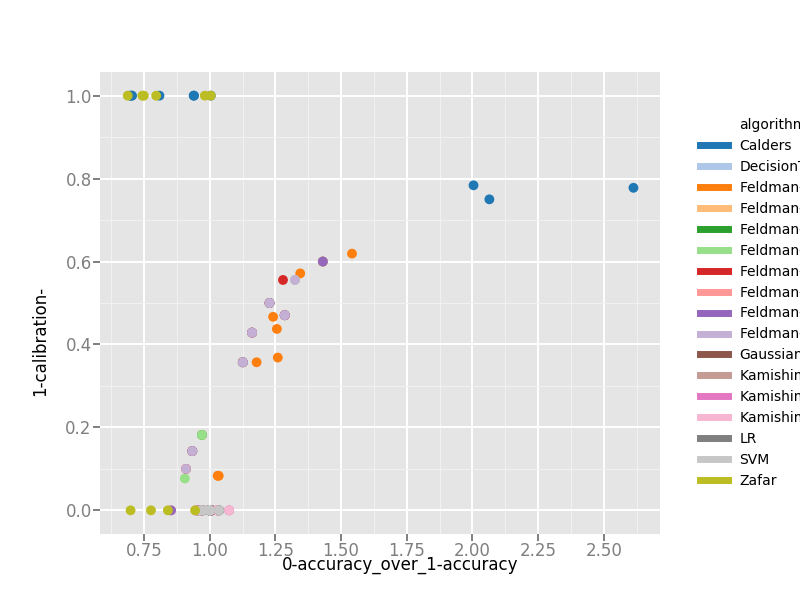 1.0
0.8
0.6
0.4
0.2
0.0
1-calibration-
0.75 1.00 1.25 1.50 1.75 2.00 2.25 2.50
0-accuracy_over_1-accuracy
algorithm
Calders
DecisionT
Feldman-
Feldman-
Feldman-
Feldman-
Feldman-
Feldman-
Feldman-
Feldman-
Gaussian
Kamishin
Kamishin
Kamishin
LR
SVM
Zafar